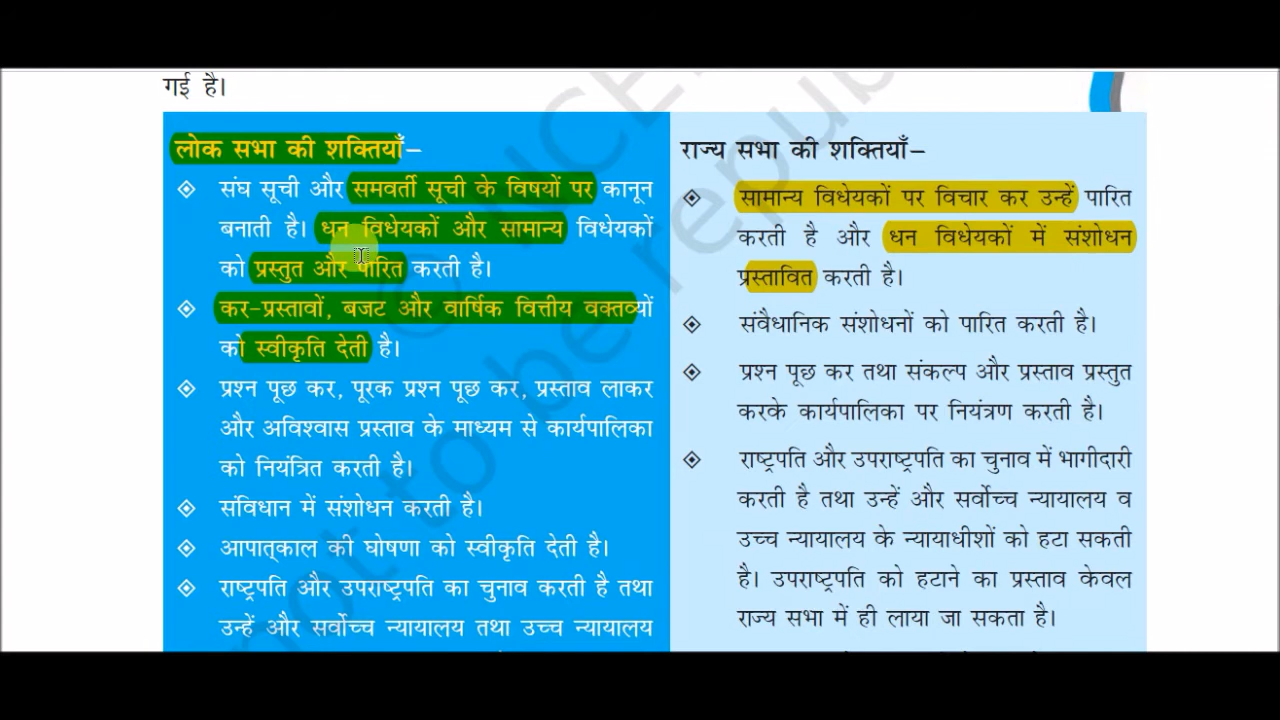 गई है।
लोक सभा की शक्तियाँ–
संघ सूची और समवर्ती सूची के विषयों पर कानून
बनाती है। धन विधेयकों और सामान्य विधेयकों
को प्रस्तुत और पारित करती है।
कर-प्रस्तावों, बजट और वार्षिक वित्तीय वक्तव्यों
को स्वीकृति देती है।
प्रश्न पूछ कर, पूरक प्रश्न पूछ कर, प्रस्ताव लाकर
और अविश्वास प्रस्ताव के माध्यम से कार्यपालिका
को नियंत्रित करती है।
संविधान में संशोधन करती है।
आपात्काल की घोषणा को स्वीकृति देती है।
राष्ट्रपति और उपराष्ट्रपति का चुनाव करती है तथा
उन्हें और सर्वोच्च न्यायालय तथा उच्च न्यायालय
राज्य सभा की शक्तियाँ–
सामान्य विधेयकों पर विचार कर उन्हें पारित
करती है और धन विधेयकों में संशोधन
प्रस्तावित करती है।
संवैधानिक संशोधनों को पारित करती है।
प्रश्न पूछ कर तथा संकल्प और प्रस्ताव प्रस्तुत
करके कार्यपालिका पर नियंत्रण करती है।
राष्ट्रपति और उपराष्ट्रपति का चुनाव में भागीदारी
करती है तथा उन्हें और सर्वोच्च न्यायालय व
उच्च न्यायालय के न्यायाधीशों को हटा सकती
है। उपराष्ट्रपति को हटाने का प्रस्ताव केवल
राज्य सभा में ही लाया जा सकता है।
not to be republ